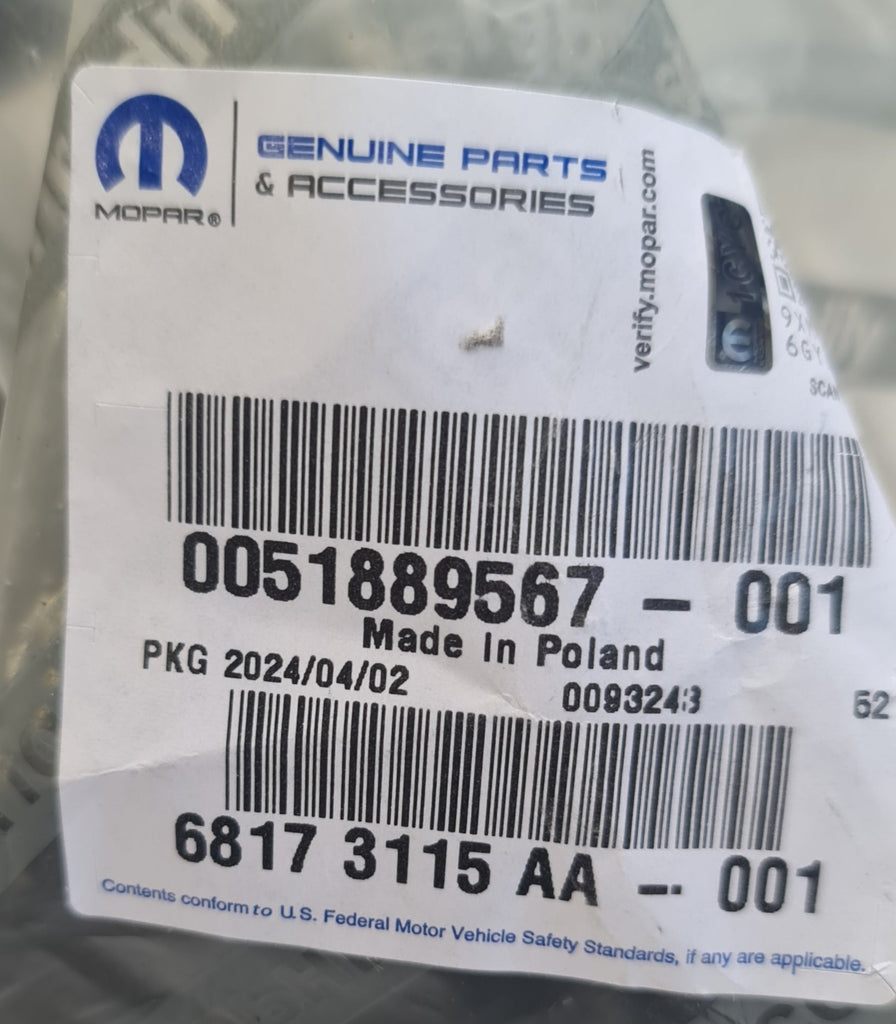 MOPAR®
GENUINE PARTS
& ACCESSORIES
verify.mopar.com
0051889567 - 001
Made In Poland
PKG 2024/04/02
0093243
52
6817 3115 AA - 001
Contents conform to U.S. Federal Motor Vehicle Safety Standards, if any are applicable.